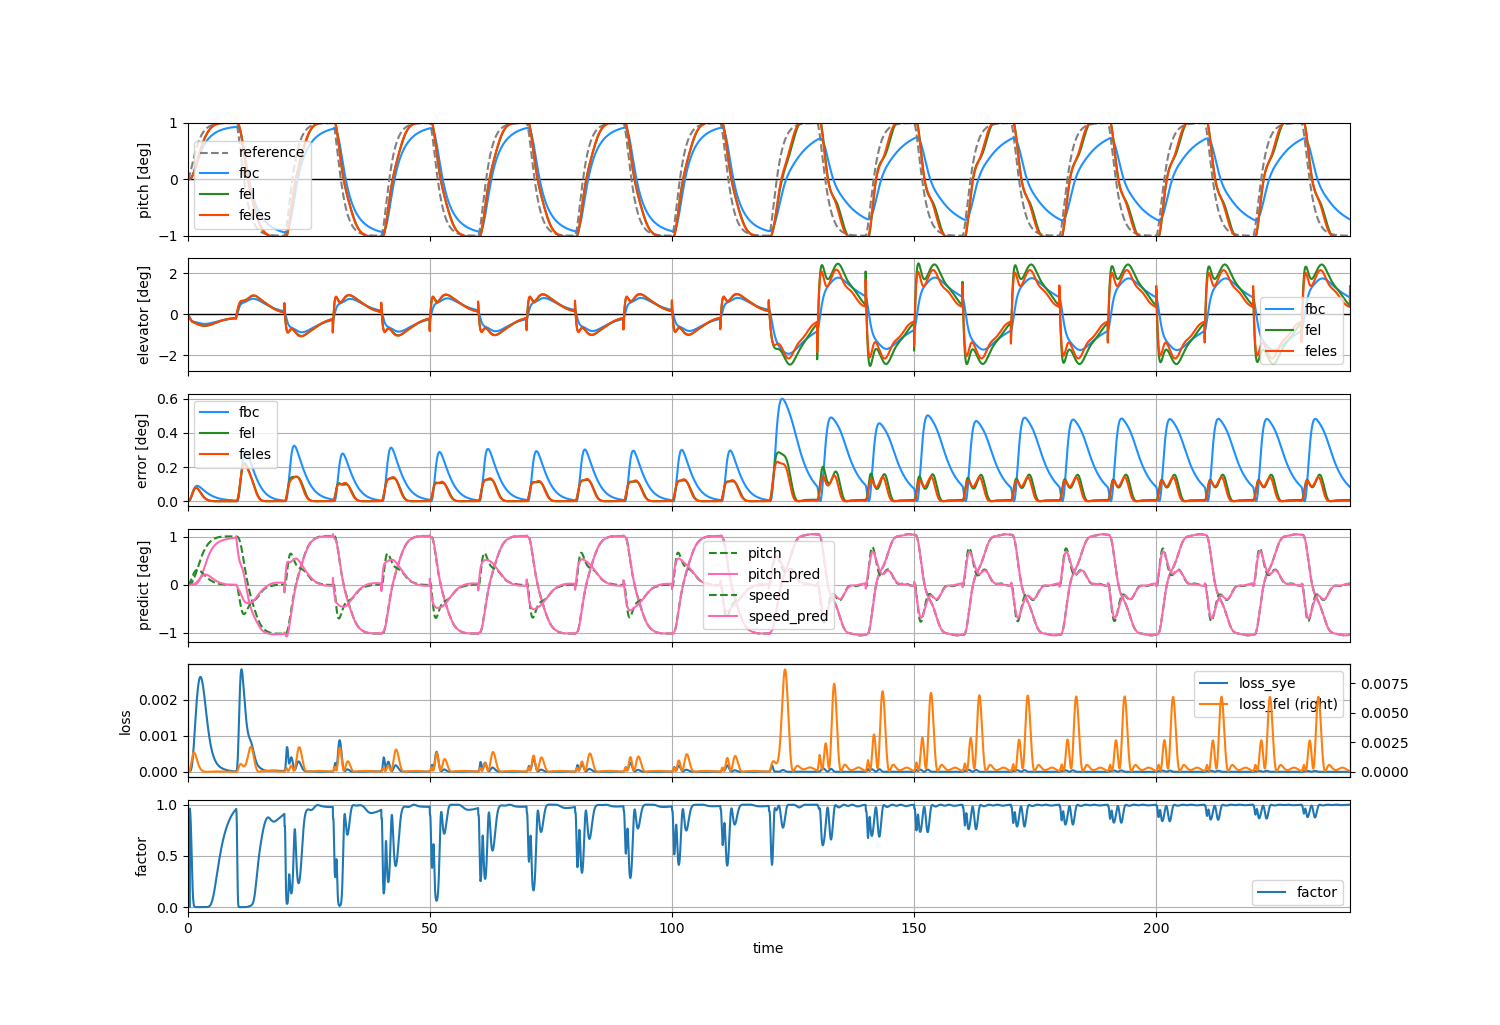 1
0
−1
pitch [deg]
reference
fbc
fel
feles
2
0
−2
elevator [deg]
fbc
fel
feles
0.6
0.4
0.2
0.0
error [deg]
fbc
fel
feles
1
0
−1
predict [deg]
pitch
pitch_pred
speed
speed_pred
0.002
0.001
0.000
loss
loss_sye
loss_fel (right)
0.0075
0.0050
0.0025
0.0000
1.0
0.5
0.0
factor
factor
0 50 100 150 200
time